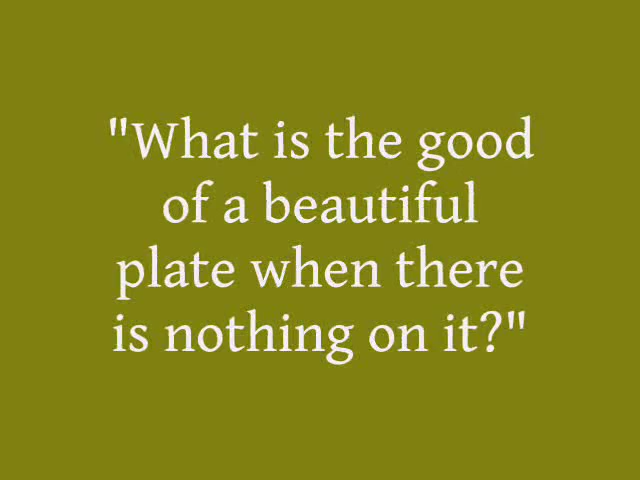 "What is the good
of a beautiful
plate when there
is nothing on it?"